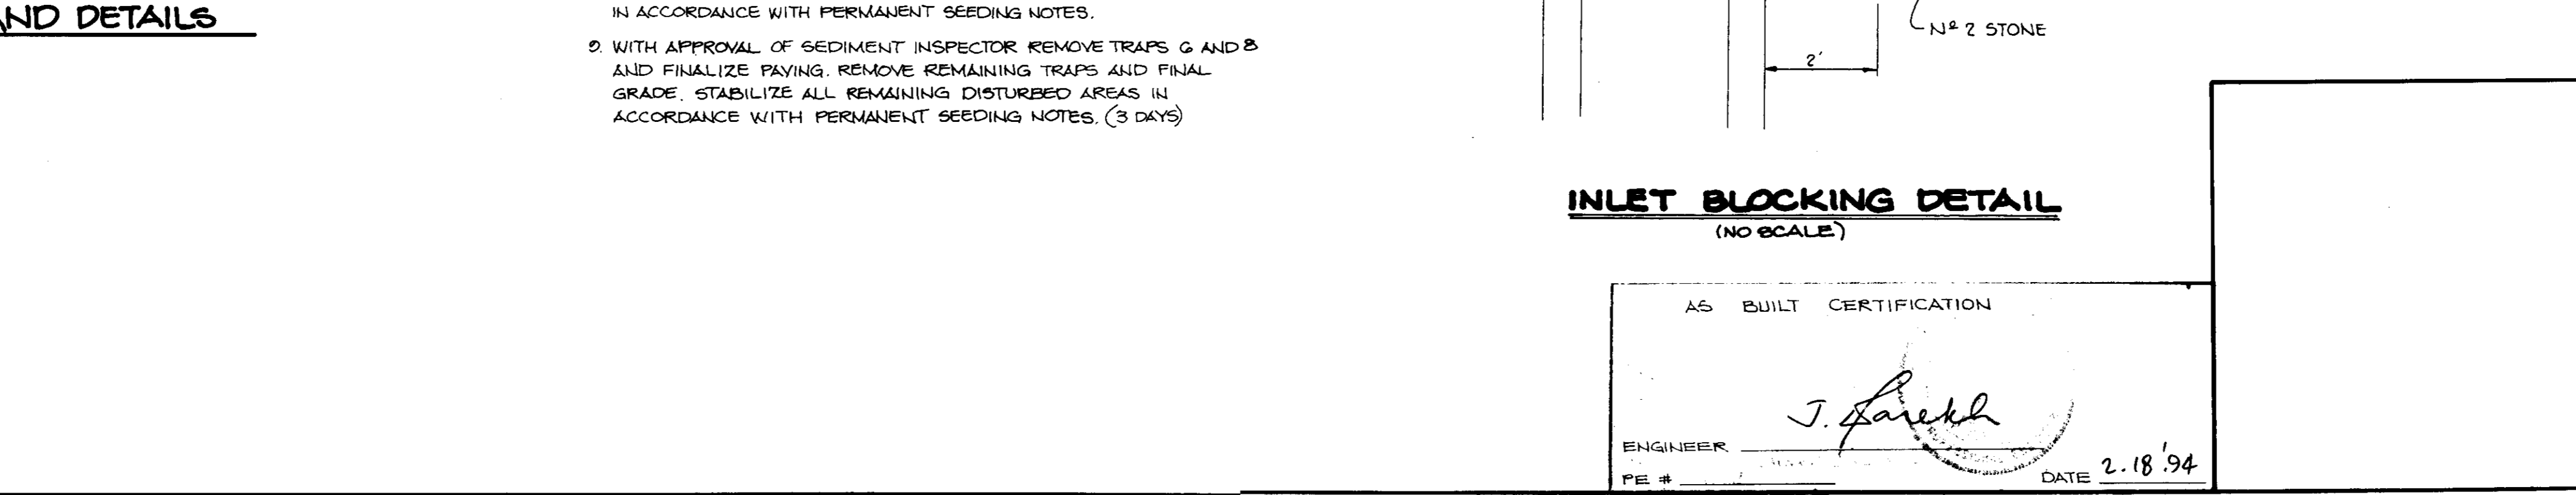 ND DETAILS
IN ACCORDANCE WITH PERMANENT SEEDING NOTES.
9. WITH APPROVAL OF SEDIMENT INSPECTOR REMOVE TRAPS 6 AND 8
AND FINALIZE PAVING. REMOVE REMAINING TRAPS AND FINAL
GRADE. STABILIZE ALL REMAINING DISTURBED AREAS IN
ACCORDANCE WITH PERMANENT SEEDING NOTES. (3 DAYS)
Nº 2 STONE
2'
INLET BLOCKING DETAIL
(NO SCALE)
AS BUILT CERTIFICATION
J. Parekh
ENGINEER
PE #
DATE 2.18'.94